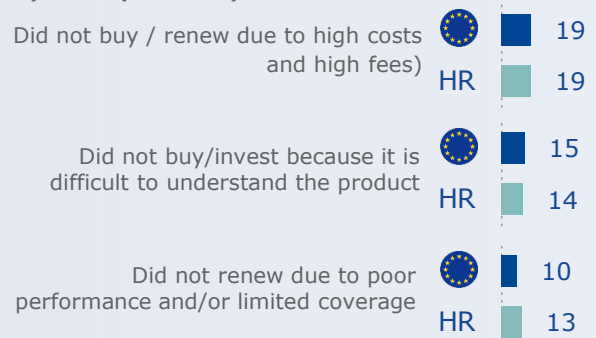 Did not buy / renew due to high costs
and high fees)
19
HR 19
Did not buy/invest because it is
difficult to understand the product
15
HR 14
Did not renew due to poor
performance and/or limited coverage
10
HR 13